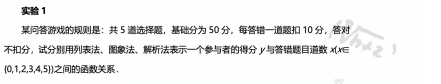 实验 1
某问答游戏的规则是：共 5 道选择题，基础分为 50 分，每答错一道题扣 10 分，答对
不扣分，试分别用列表法、图象法、解析法表示一个参与者的得分 y 与答错题目道数 x(x∈
{0,1,2,3,4,5})之间的函数关系．